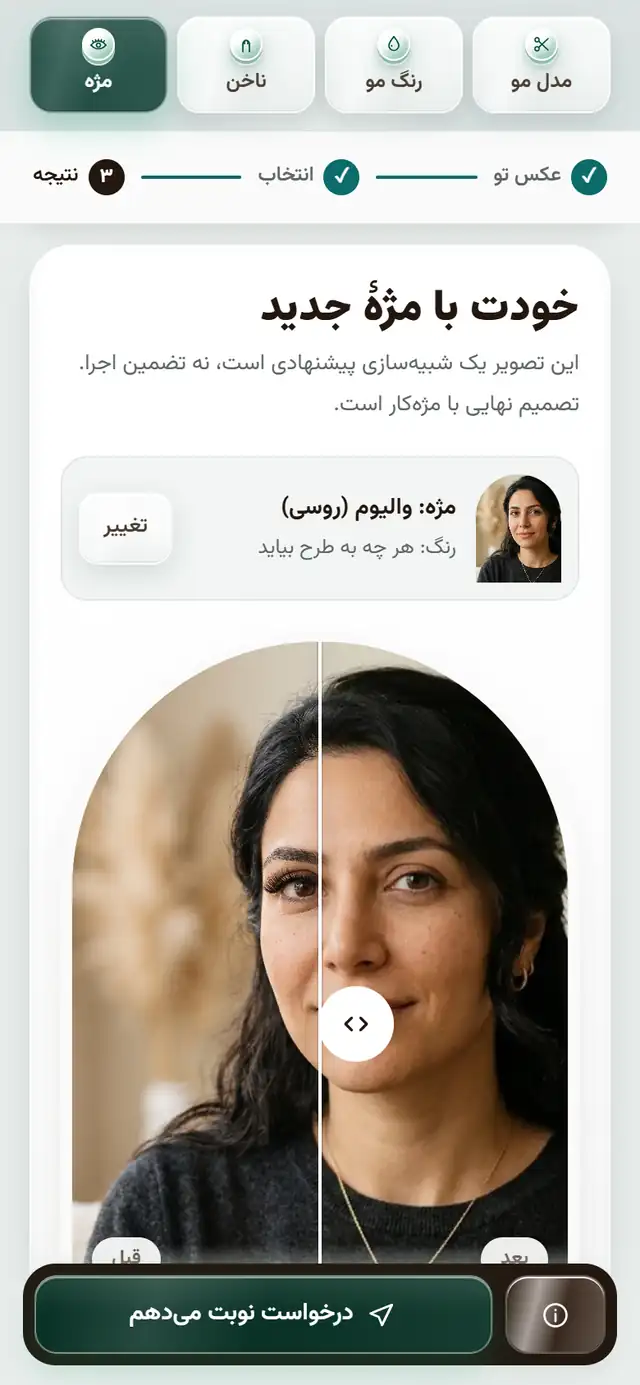 مدل مو
رنگ مو
ناخن
مژه
عکس تو
انتخاب
۳ نتیجه
خودت با مژهٔ جدید
این تصویر یک شبیه‌سازی پیشنهادی است، نه تضمین اجرا.
تصمیم نهایی با مژه‌کار است.
مژه: والیوم (روسی)
رنگ: هر چه به طرح بیاید
تغییر
بعد
قبل
درخواست نوبت می‌دهم